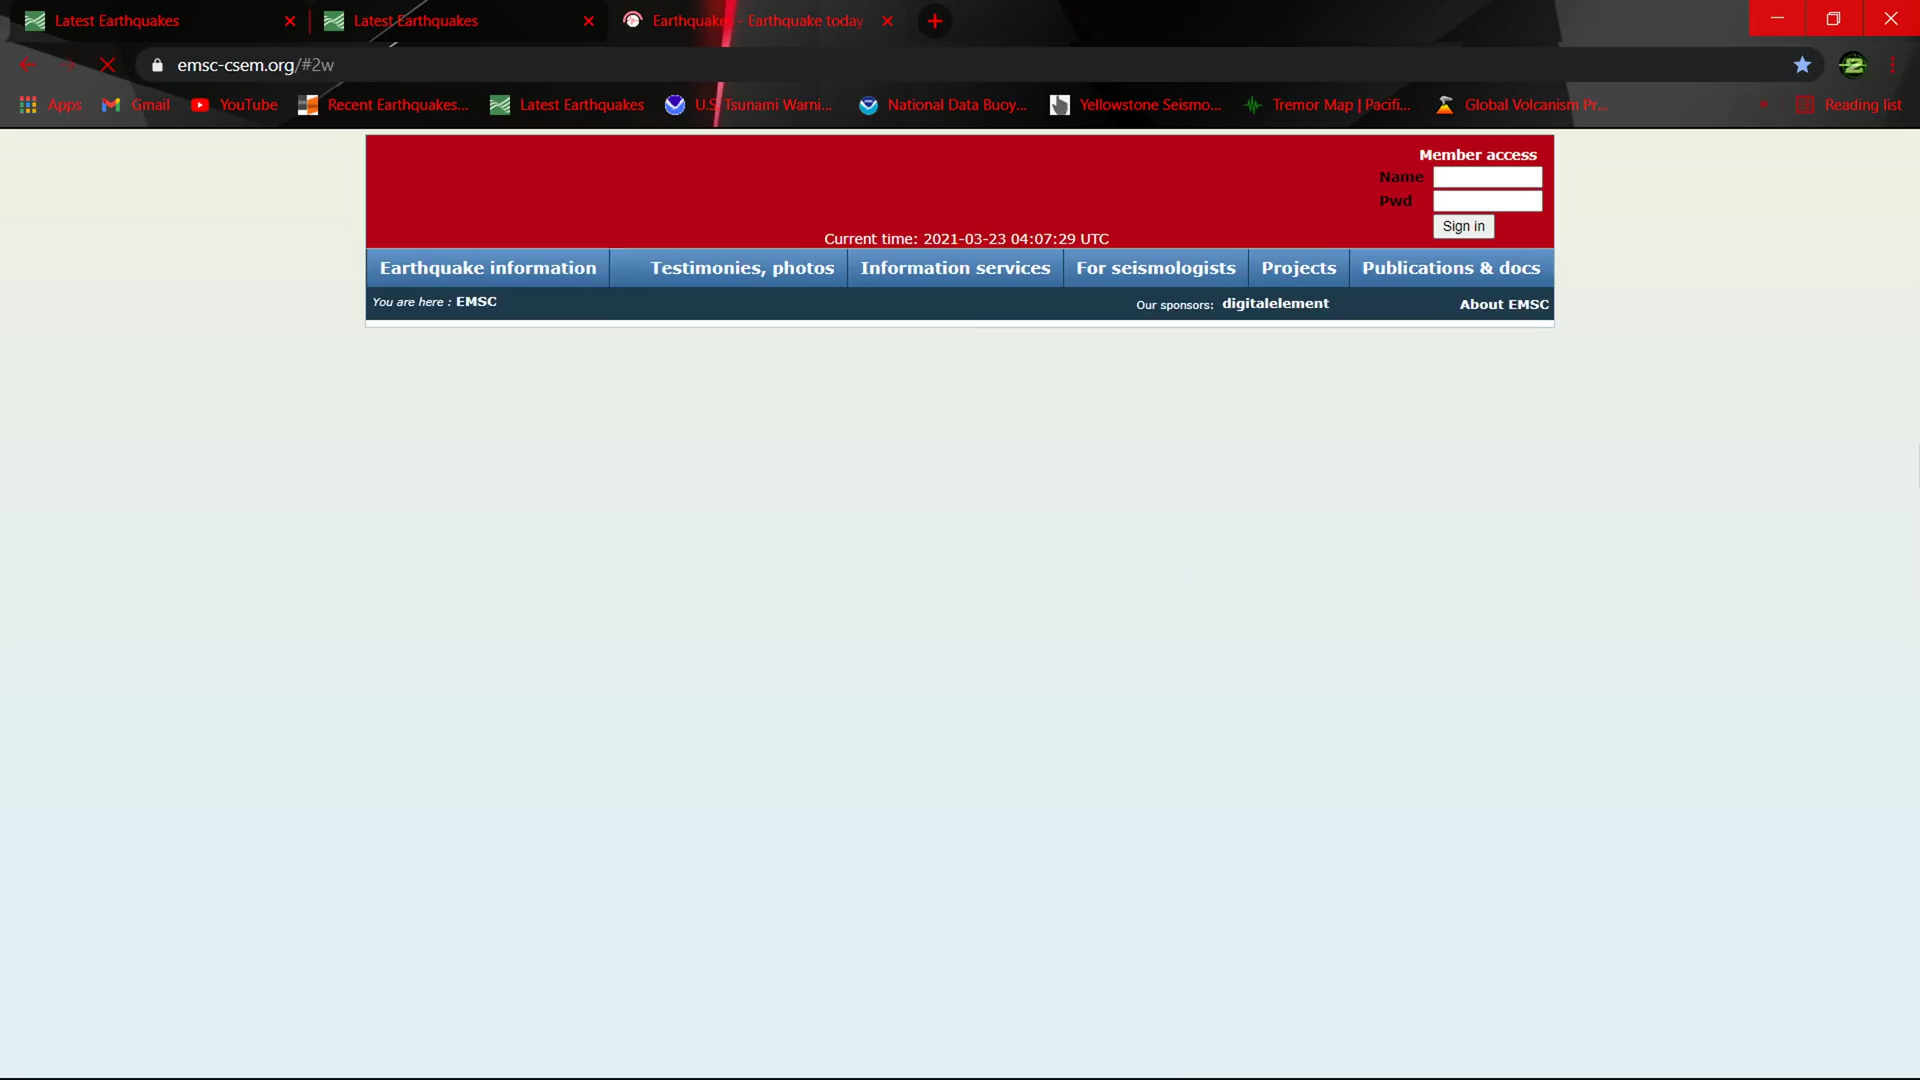 Latest Earthquakes
Latest Earthquakes
Earthquake - Earthquake today
emsc-csem.org/#2w
Apps
Gmail
YouTube
Recent Earthquakes...
Latest Earthquakes
U.S. Tsunami Warni...
National Data Buoy...
Yellowstone Seismo...
Tremor Map | Pacifi...
Global Volcanism Pr...
Reading list
Member access
Name
Pwd
Sign in
Current time: 2021-03-23 04:07:29 UTC
Earthquake information
Testimonies, photos
Information services
For seismologists
Projects
Publications & docs
You are here : EMSC
Our sponsors: digitalelement
About EMSC